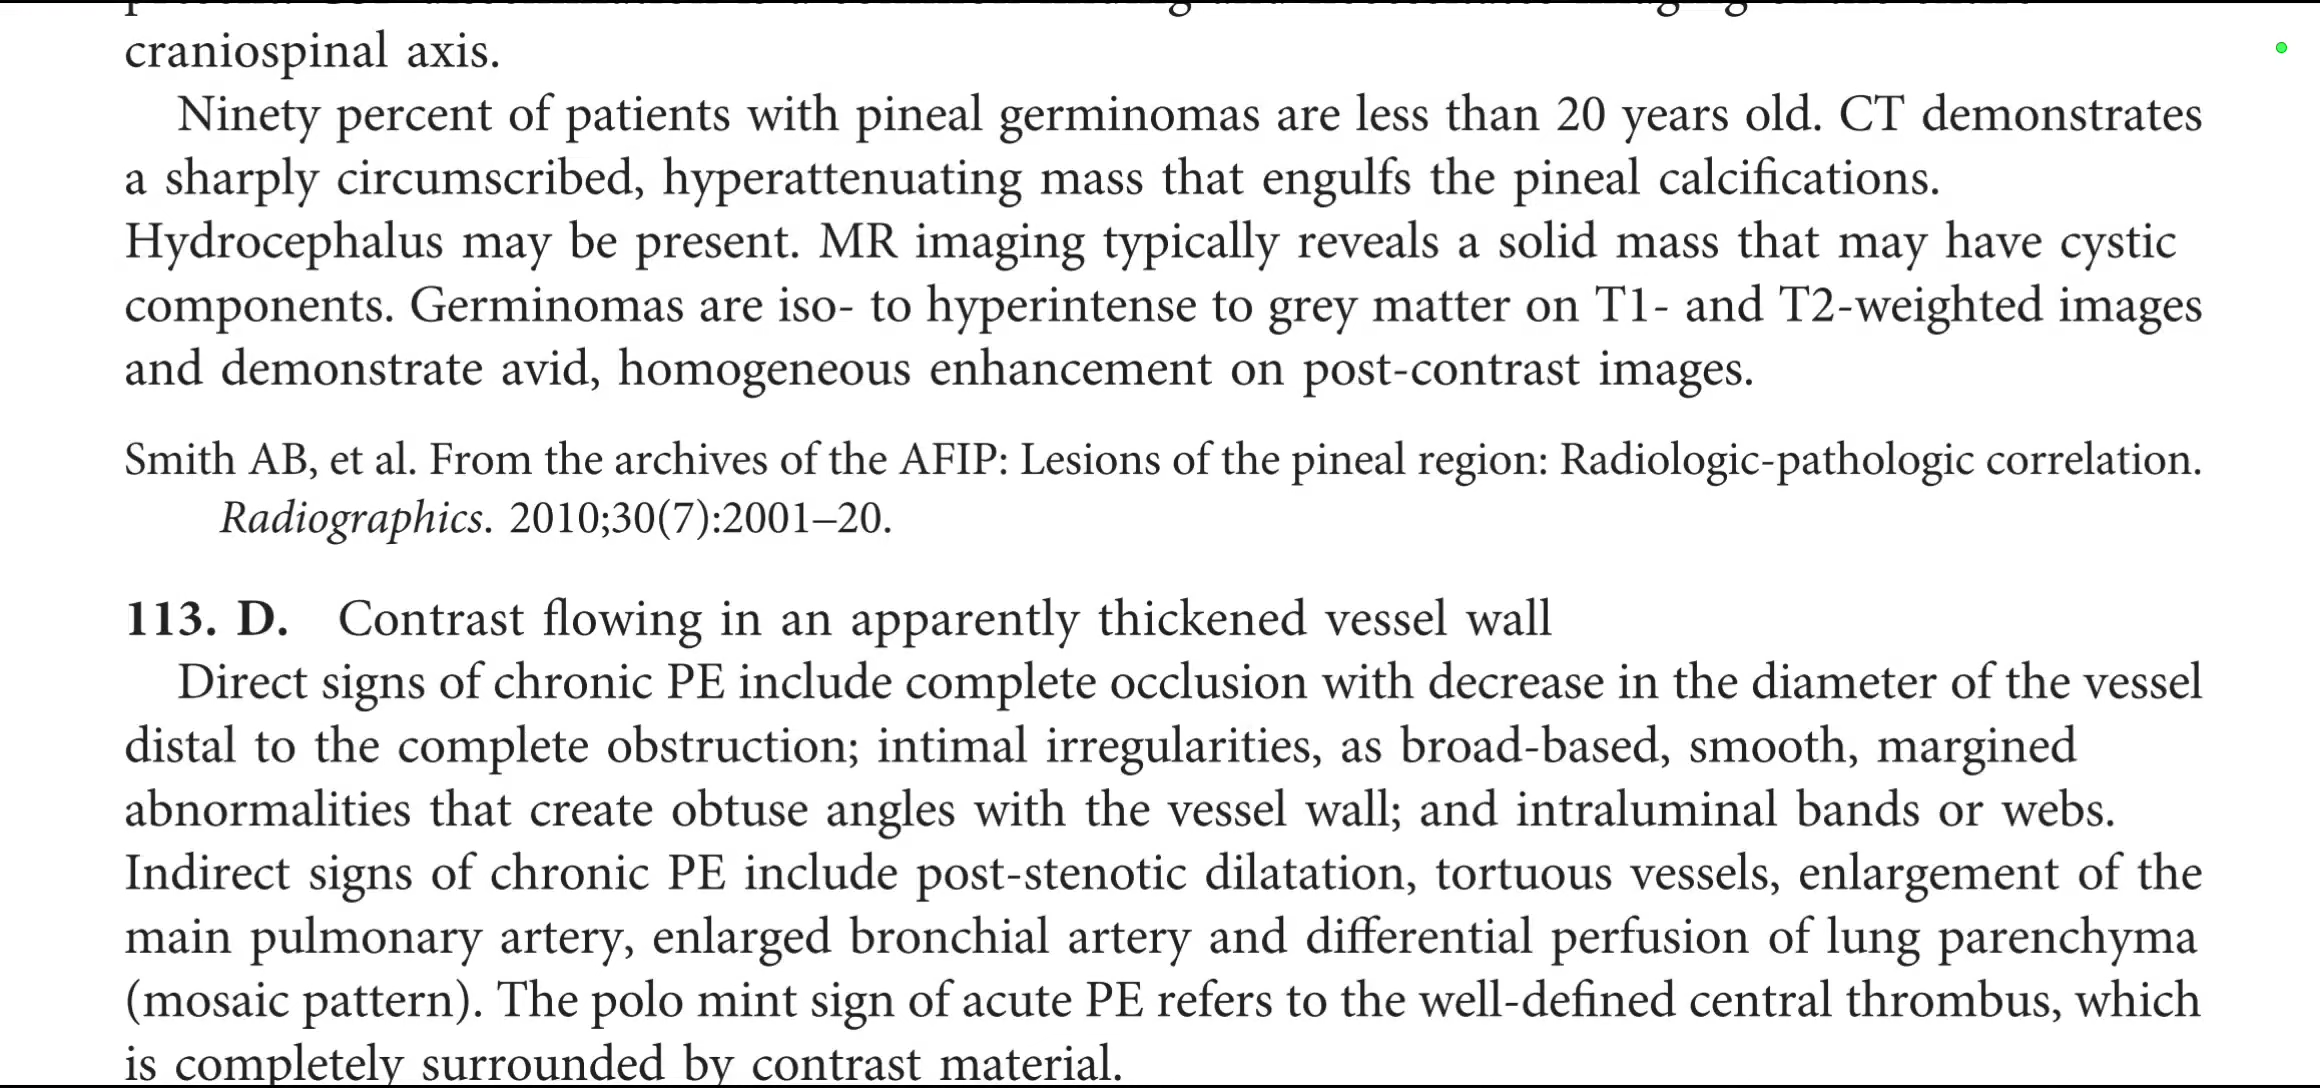 craniospinal axis.
Ninety percent of patients with pineal germinomas are less than 20 years old. CT demonstrates
a sharply circumscribed, hyperattenuating mass that engulfs the pineal calcifications.
Hydrocephalus may be present. MR imaging typically reveals a solid mass that may have cystic
components. Germinomas are iso- to hyperintense to grey matter on T1- and T2-weighted images
and demonstrate avid, homogeneous enhancement on post-contrast images.
Smith AB, et al. From the archives of the AFIP: Lesions of the pineal region: Radiologic-pathologic correlation.
Radiographics. 2010;30(7):2001–20.
113. D. Contrast flowing in an apparently thickened vessel wall
Direct signs of chronic PE include complete occlusion with decrease in the diameter of the vessel
distal to the complete obstruction; intimal irregularities, as broad-based, smooth, margined
abnormalities that create obtuse angles with the vessel wall; and intraluminal bands or webs.
Indirect signs of chronic PE include post-stenotic dilatation, tortuous vessels, enlargement of the
main pulmonary artery, enlarged bronchial artery and differential perfusion of lung parenchyma
(mosaic pattern). The polo mint sign of acute PE refers to the well-defined central thrombus, which
is completely surrounded by contrast material.